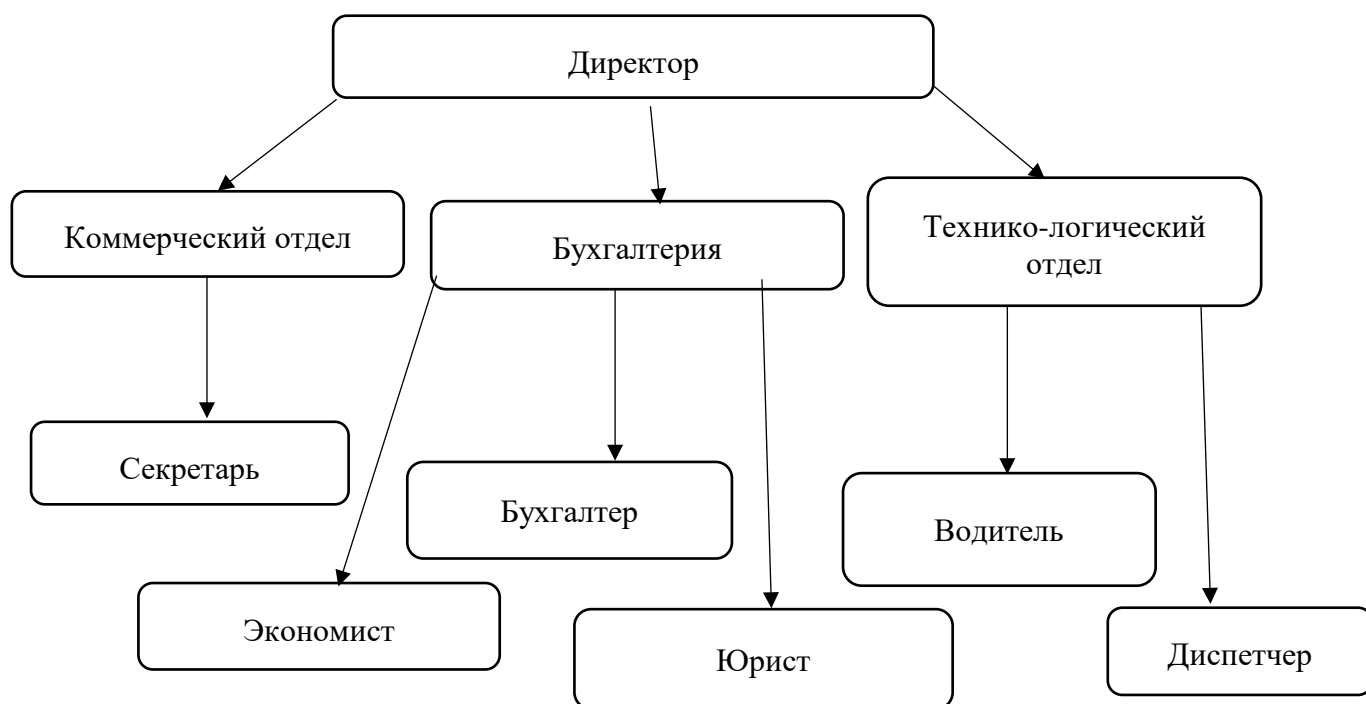 Директор
Коммерческий отдел
Бухгалтерия
Технико-логический
отдел
Секретарь
Бухгалтер
Водитель
Экономист
Юрист
Диспетчер